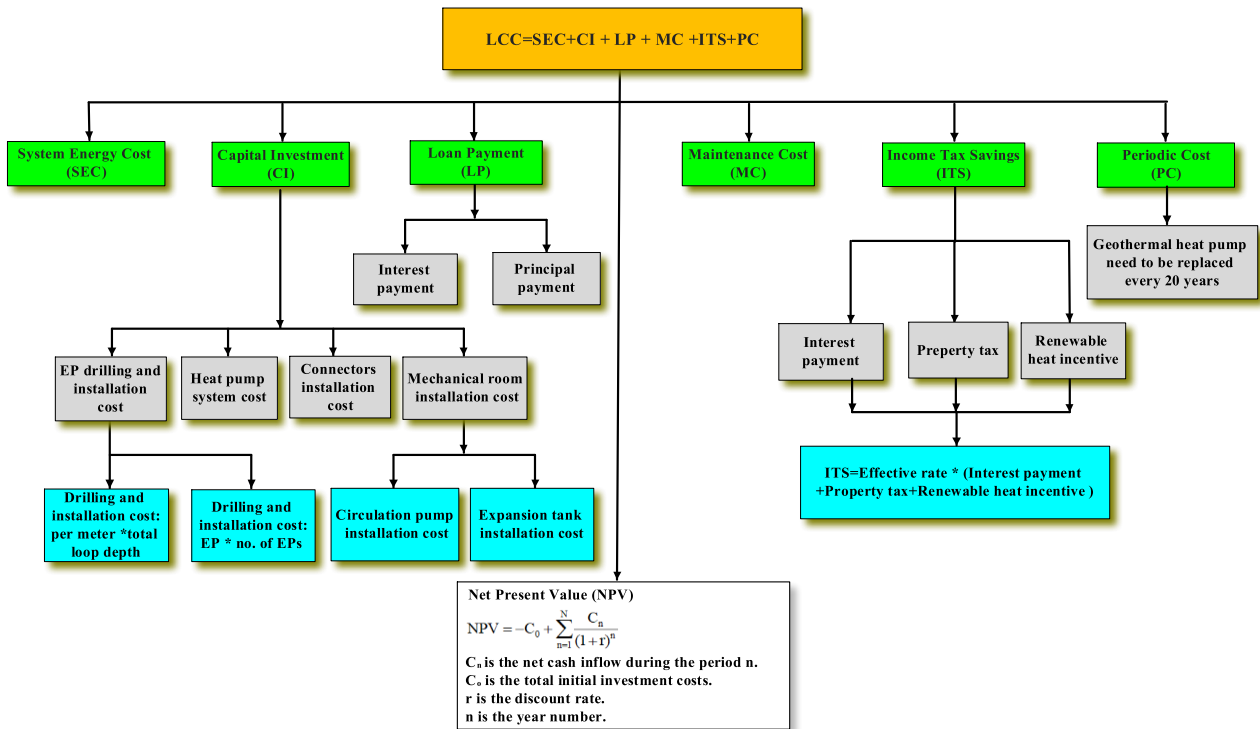 LCC=SEC+CI + LP + MC +ITS+PC
System Energy Cost
(SEC)
Capital Investment
(CI)
Loan Payment
(LP)
Maintenance Cost
(MC)
Income Tax Savings
(ITS)
Periodic Cost
(PC)
Interest
payment
Principal
payment
Geothermal heat pump
need to be replaced
every 20 years
EP drilling and
installation
cost
Heat pump
system cost
Connectors
installation
cost
Mechanical room
installation cost
Interest
payment
Preperty tax
Renewable
heat incentive
Drilling and
installation cost:
per meter *total
loop depth
Drilling and
installation cost:
EP * no. of EPs
Circulation pump
installation cost
Expansion tank
installation cost
ITS=Effective rate * (Interest payment
+Property tax+Renewable heat incentive )
Net Present Value (NPV)
NPV = −C₀ + ∑ₙ₌₁ᴺ Cₙ/(1+r)ⁿ
Cₙ is the net cash inflow during the period n.
Cₒ is the total initial investment costs.
r is the discount rate.
n is the year number.